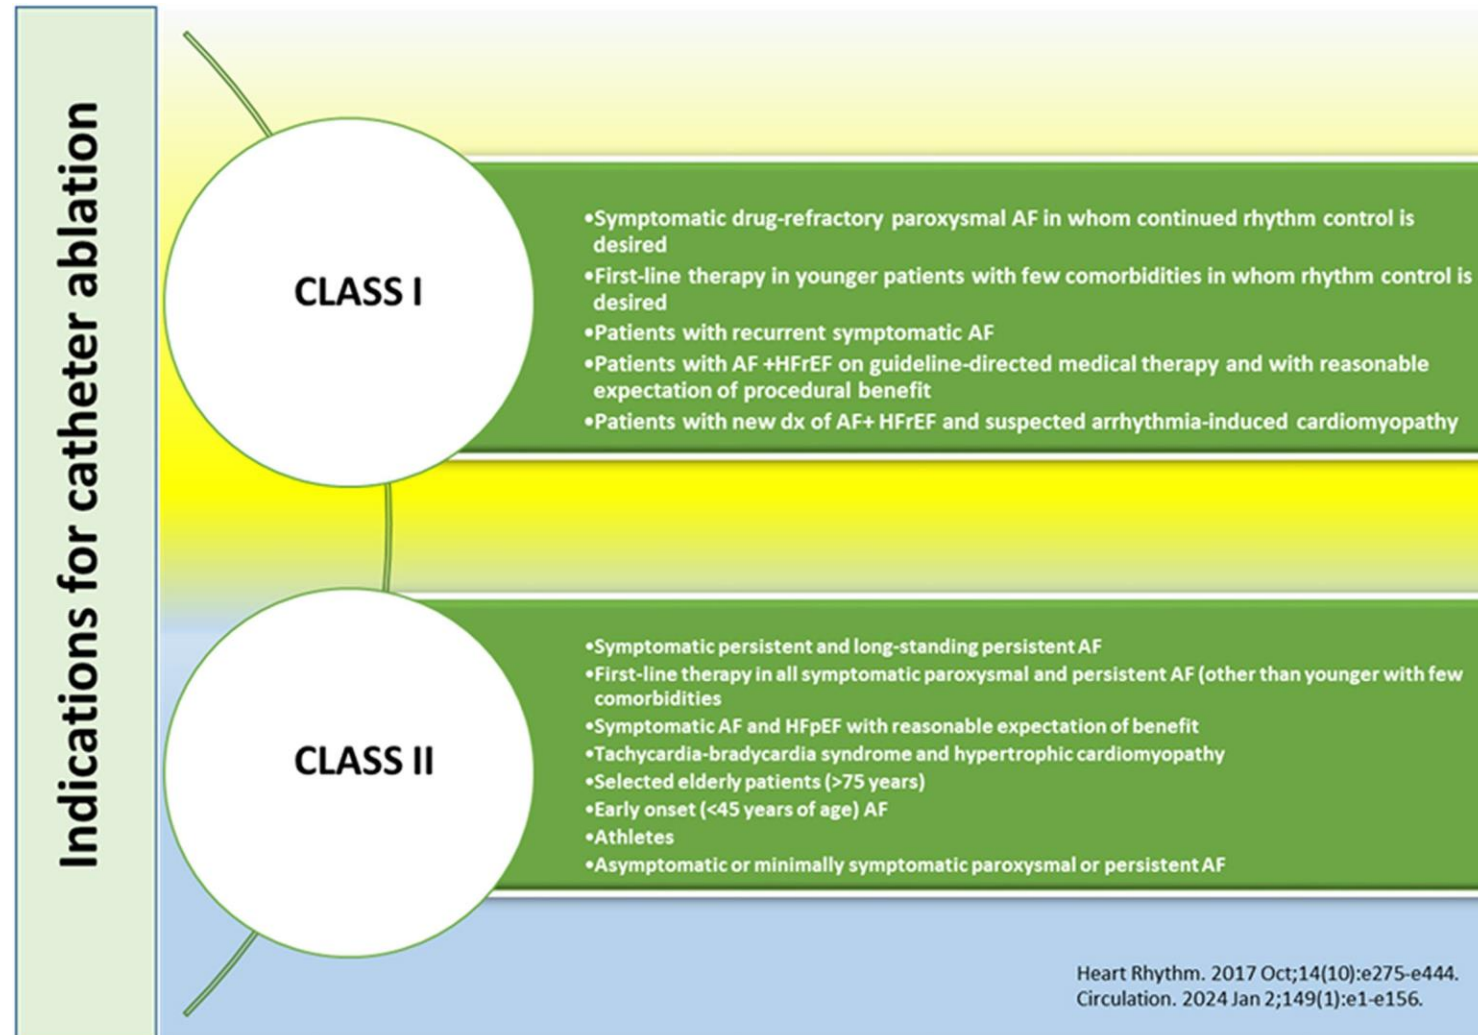 Indications for catheter ablation
CLASS I
•Symptomatic drug-refractory paroxysmal AF in whom continued rhythm control is
desired
•First-line therapy in younger patients with few comorbidities in whom rhythm control is
desired
•Patients with recurrent symptomatic AF
•Patients with AF +HFrEF on guideline-directed medical therapy and with reasonable
expectation of procedural benefit
•Patients with new dx of AF+ HFrEF and suspected arrhythmia-induced cardiomyopathy
CLASS II
•Symptomatic persistent and long-standing persistent AF
•First-line therapy in all symptomatic paroxysmal and persistent AF (other than younger with few
comorbidities
•Symptomatic AF and HFpEF with reasonable expectation of benefit
•Tachycardia-bradycardia syndrome and hypertrophic cardiomyopathy
•Selected elderly patients (>75 years)
•Early onset (<45 years of age) AF
•Athletes
•Asymptomatic or minimally symptomatic paroxysmal or persistent AF
Heart Rhythm. 2017 Oct;14(10):e275-e444.
Circulation. 2024 Jan 2;149(1):e1-e156.